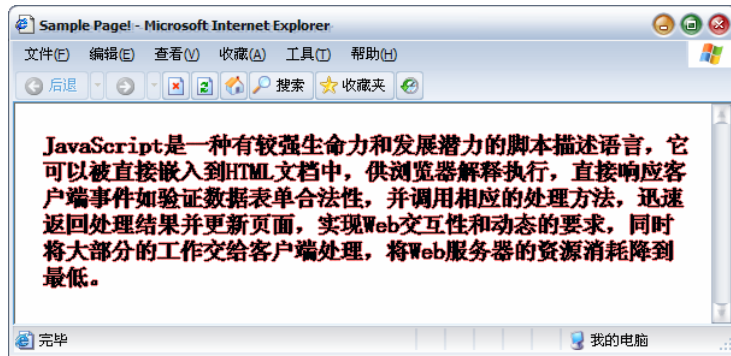 Sample Page! - Microsoft Internet Explorer
文件(F) 编辑(E) 查看(V) 收藏(A) 工具(T) 帮助(H)
后退 搜索 收藏夹
JavaScript是一种有较强生命力和发展潜力的脚本描述语言，它
可以被直接嵌入到HTML文档中，供浏览器解释执行，直接响应客
户端事件如验证数据表单合法性，并调用相应的处理方法，迅速
返回处理结果并更新页面，实现Web交互性和动态的要求，同时
将大部分的工作交给客户端处理，将Web服务器的资源消耗降到
最低。
完毕 我的电脑